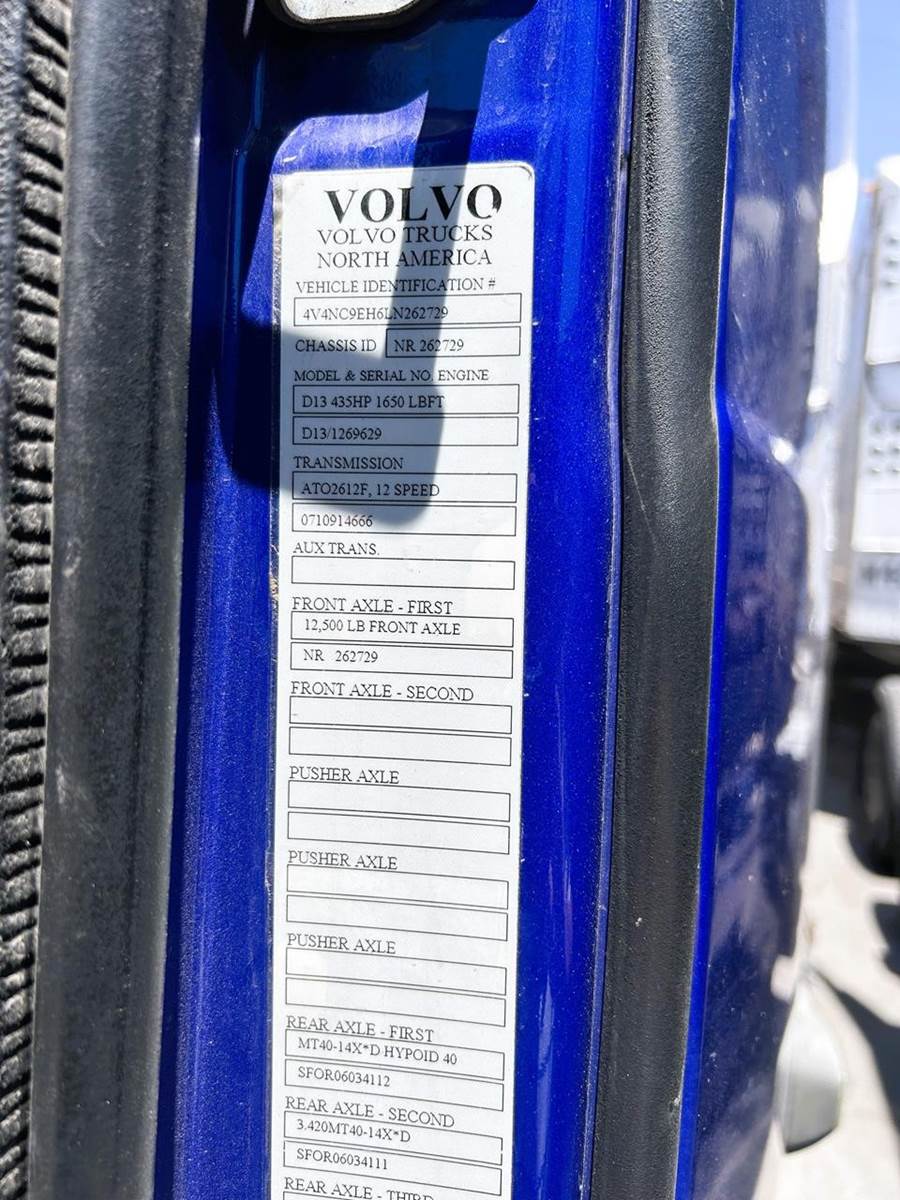 VOLVO
VOLVO TRUCKS
NORTH AMERICA
VEHICLE IDENTIFICATION #
4V4NC9EH6LN262729
CHASSIS ID NR 262729
MODEL & SERIAL NO. ENGINE
D13 435HP 1650 LBFT
D13/1269629
TRANSMISSION
ATO2612F, 12 SPEED
0710914666
AUX TRANS.
FRONT AXLE - FIRST
12,500 LB FRONT AXLE
NR 262729
FRONT AXLE - SECOND
-
PUSHER AXLE
PUSHER AXLE
PUSHER AXLE
REAR AXLE - FIRST
MT40-14X*D HYPOID 40
SFOR06034112
REAR AXLE - SECOND
3.420MT40-14X*D
SFOR06034111
REAR AXLE - THIRD